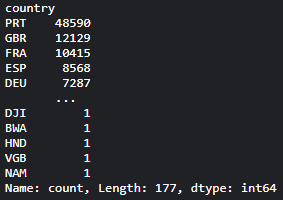 country
PRT 48590
GBR 12129
FRA 10415
ESP 8568
DEU 7287
...
DJI 1
BWA 1
HND 1
VGB 1
NAM 1
Name: count, Length: 177, dtype: int64